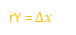 rY = Δx